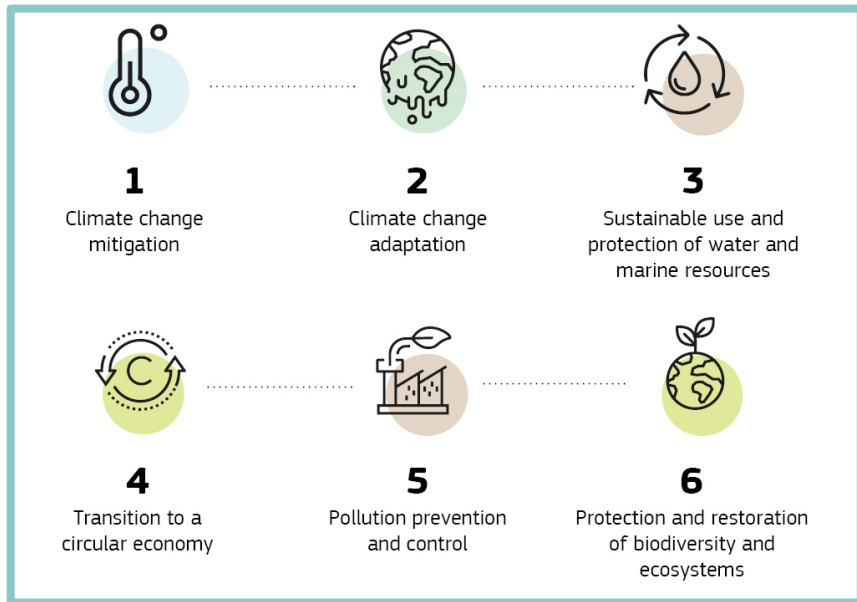 1
Climate change
mitigation
2
Climate change
adaptation
3
Sustainable use and
protection of water and
marine resources
C
4
Transition to a
circular economy
5
Pollution prevention
and control
6
Protection and restoration
of biodiversity and
ecosystems